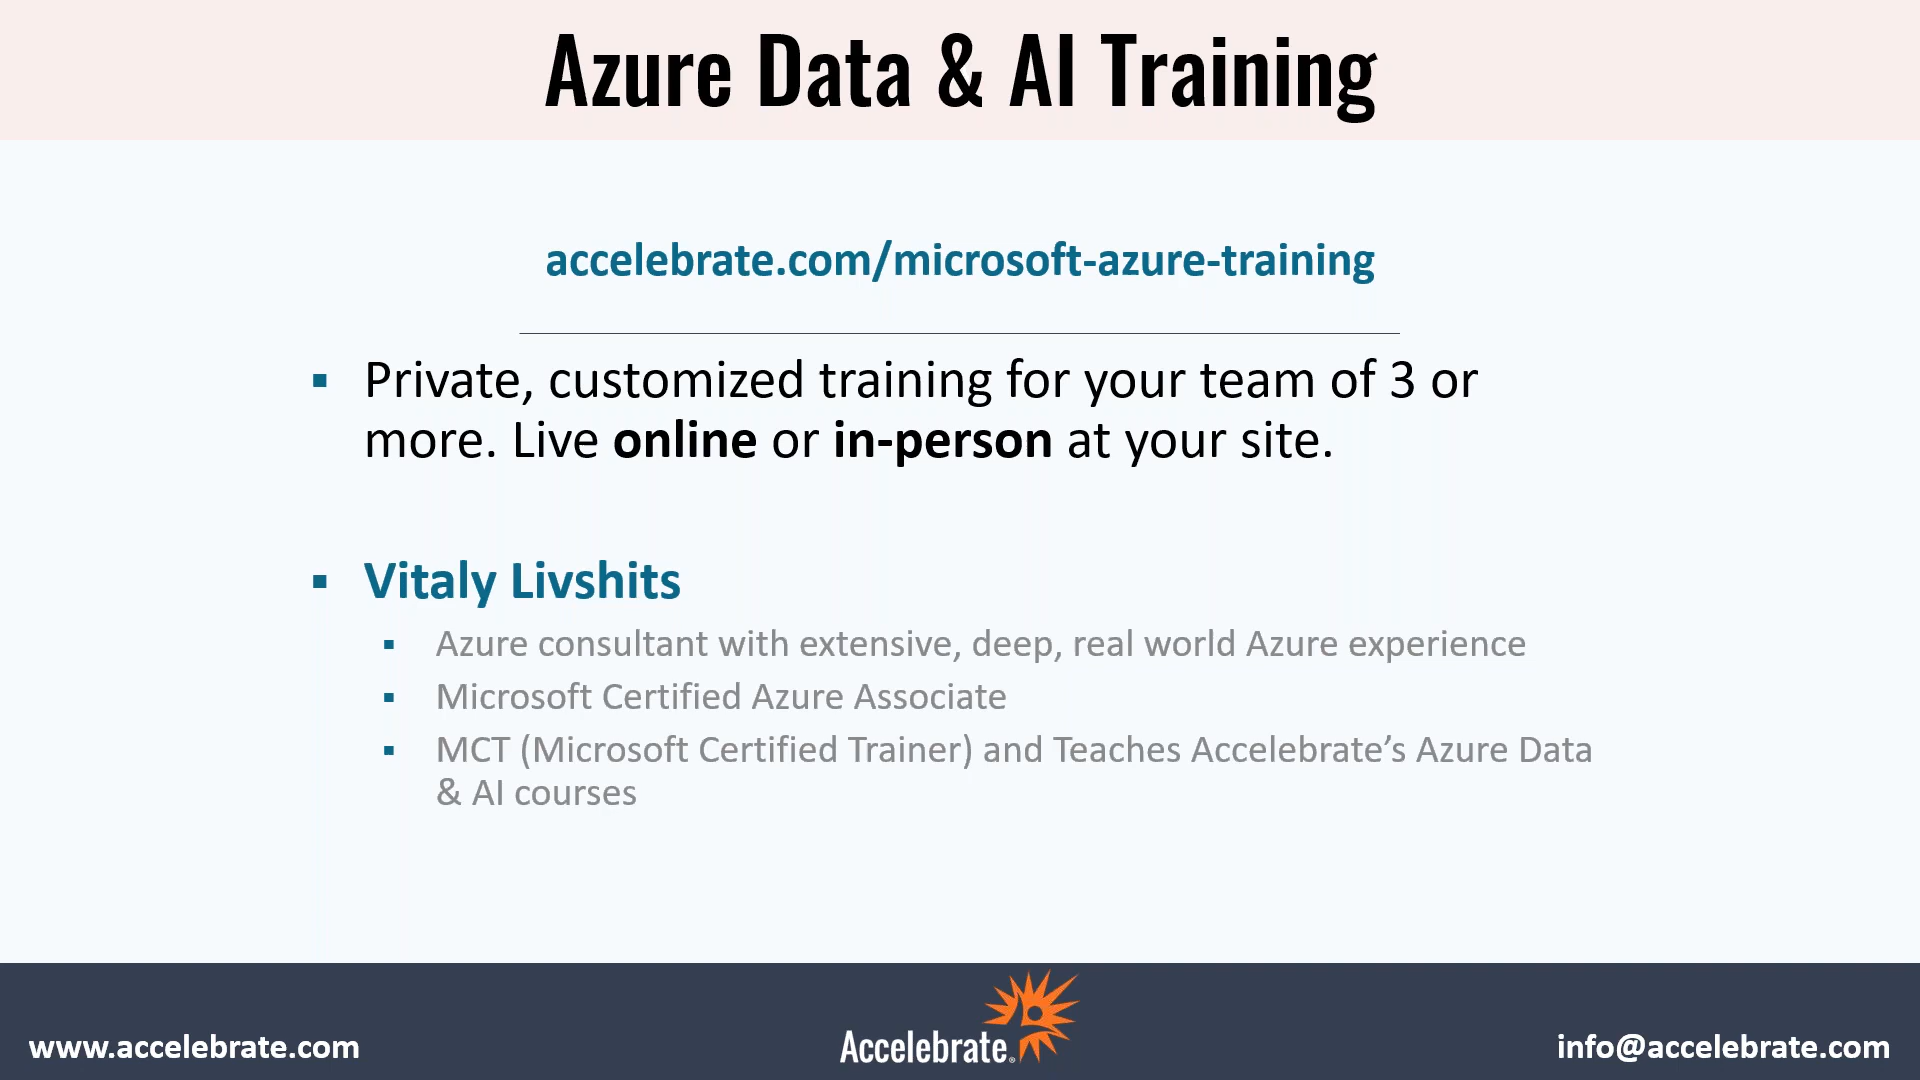 Azure Data & AI Training
accelebrate.com/microsoft-azure-training
▪ Private, customized training for your team of 3 or
more. Live online or in-person at your site.
▪ Vitaly Livshits
▪ Azure consultant with extensive, deep, real world Azure experience
▪ Microsoft Certified Azure Associate
▪ MCT (Microsoft Certified Trainer) and Teaches Accelebrate’s Azure Data
& AI courses
www.accelebrate.com
Accelebrate®
info@accelebrate.com